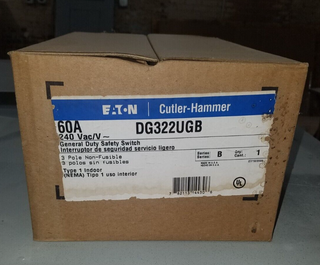 EATON Cutler-Hammer
60A DG322UGB
240 Vac/V~
General Duty Safety Switch
Interruptor de seguridad servicio ligero
3 Pole Non-Fusible
3 polos sin fusibles
Series: B Qty: 1
Type 1 Indoor
(NEMA) Tipo 1 uso interior
UL